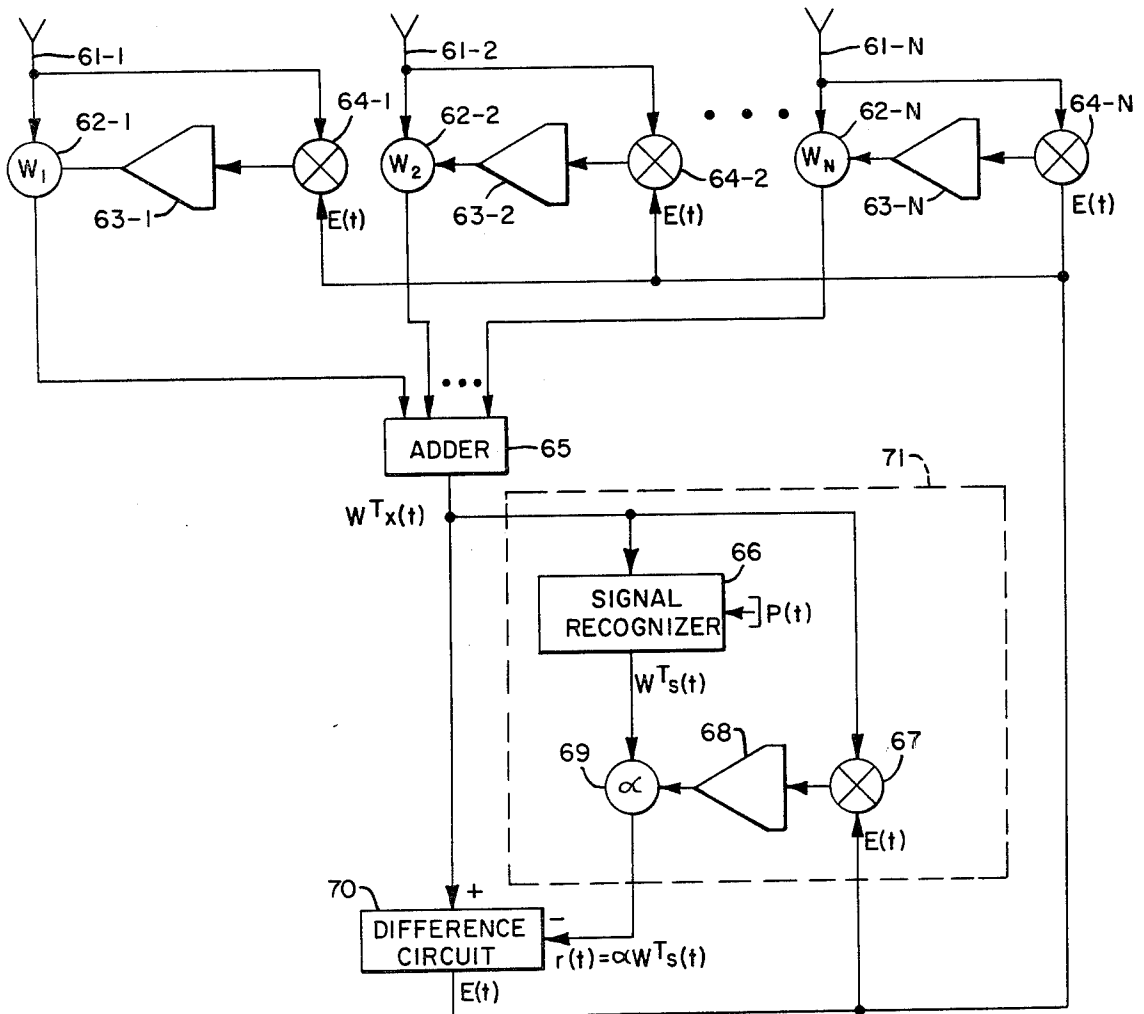 61-1
61-2
61-N
62-1
64-1
62-2
62-N
64-N
W1
W2
WN
63-1
E(t)
63-2
64-2
E(t)
63-N
E(t)
ADDER
65
W^T x(t)
71
66
SIGNAL
RECOGNIZER
P(t)
W^T s(t)
68
67
69
∝
E(t)
70
+
-
DIFFERENCE
CIRCUIT
r(t)=∝W^T s(t)
E(t)